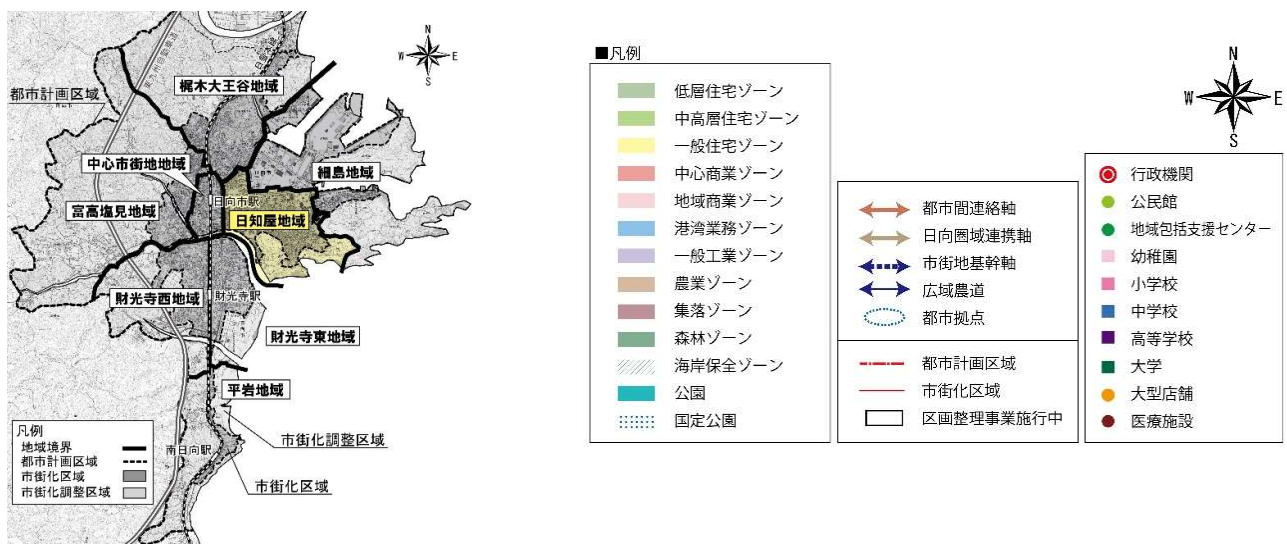 N
W
E
S
都市計画区域
梶木大王谷地域
中心市街地地域
細島地域
日向市駅
富高塩見地域
日知屋地域
財光寺西地域
財光寺駅
財光寺東地域
平岩地域
南日向駅
市街化調整区域
市街化区域
凡例
地域境界
都市計画区域
市街化区域
市街化調整区域
■凡例
低層住宅ゾーン
中高層住宅ゾーン
一般住宅ゾーン
中心商業ゾーン
地域商業ゾーン
港湾業務ゾーン
一般工業ゾーン
農業ゾーン
集落ゾーン
森林ゾーン
海岸保全ゾーン
公園
国定公園
都市間連絡軸
日向圏域連携軸
市街地基幹軸
広域農道
都市拠点
都市計画区域
市街化区域
区画整理事業施行中
N
W
E
S
行政機関
公民館
地域包括支援センター
幼稚園
小学校
中学校
高等学校
大学
大型店舗
医療施設